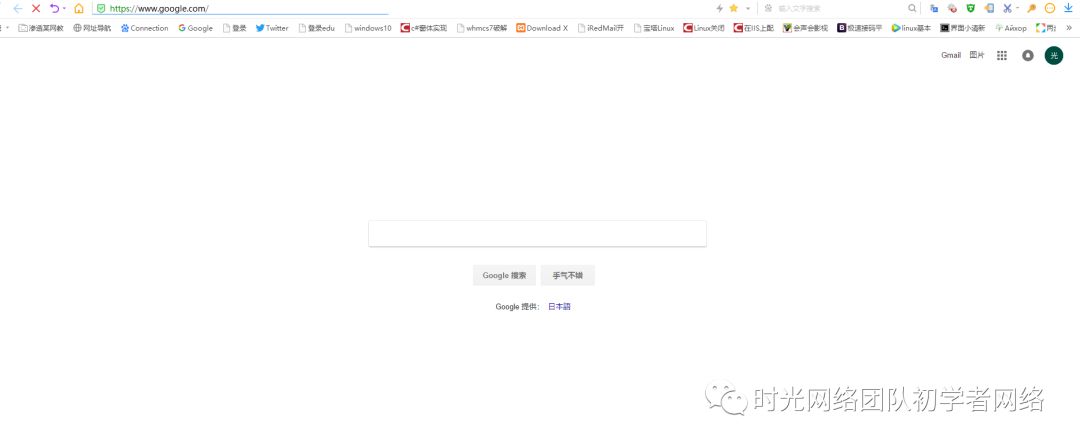 https://www.google.com/ 输入文字搜索
渗透某网教 网址导航 Connection Google 登录 Twitter 登录edu windows10 c#窗体实现 whmcs7破解 Download X iRedMail开 宝塔Linux Linux关闭 在IIS上配 会声会影视 极速接码平 linux基本 界面小清新 Айхор »
Gmail 图片 光
Google 搜索 手气不错
Google 提供： 日本語
时光网络团队初学者网络